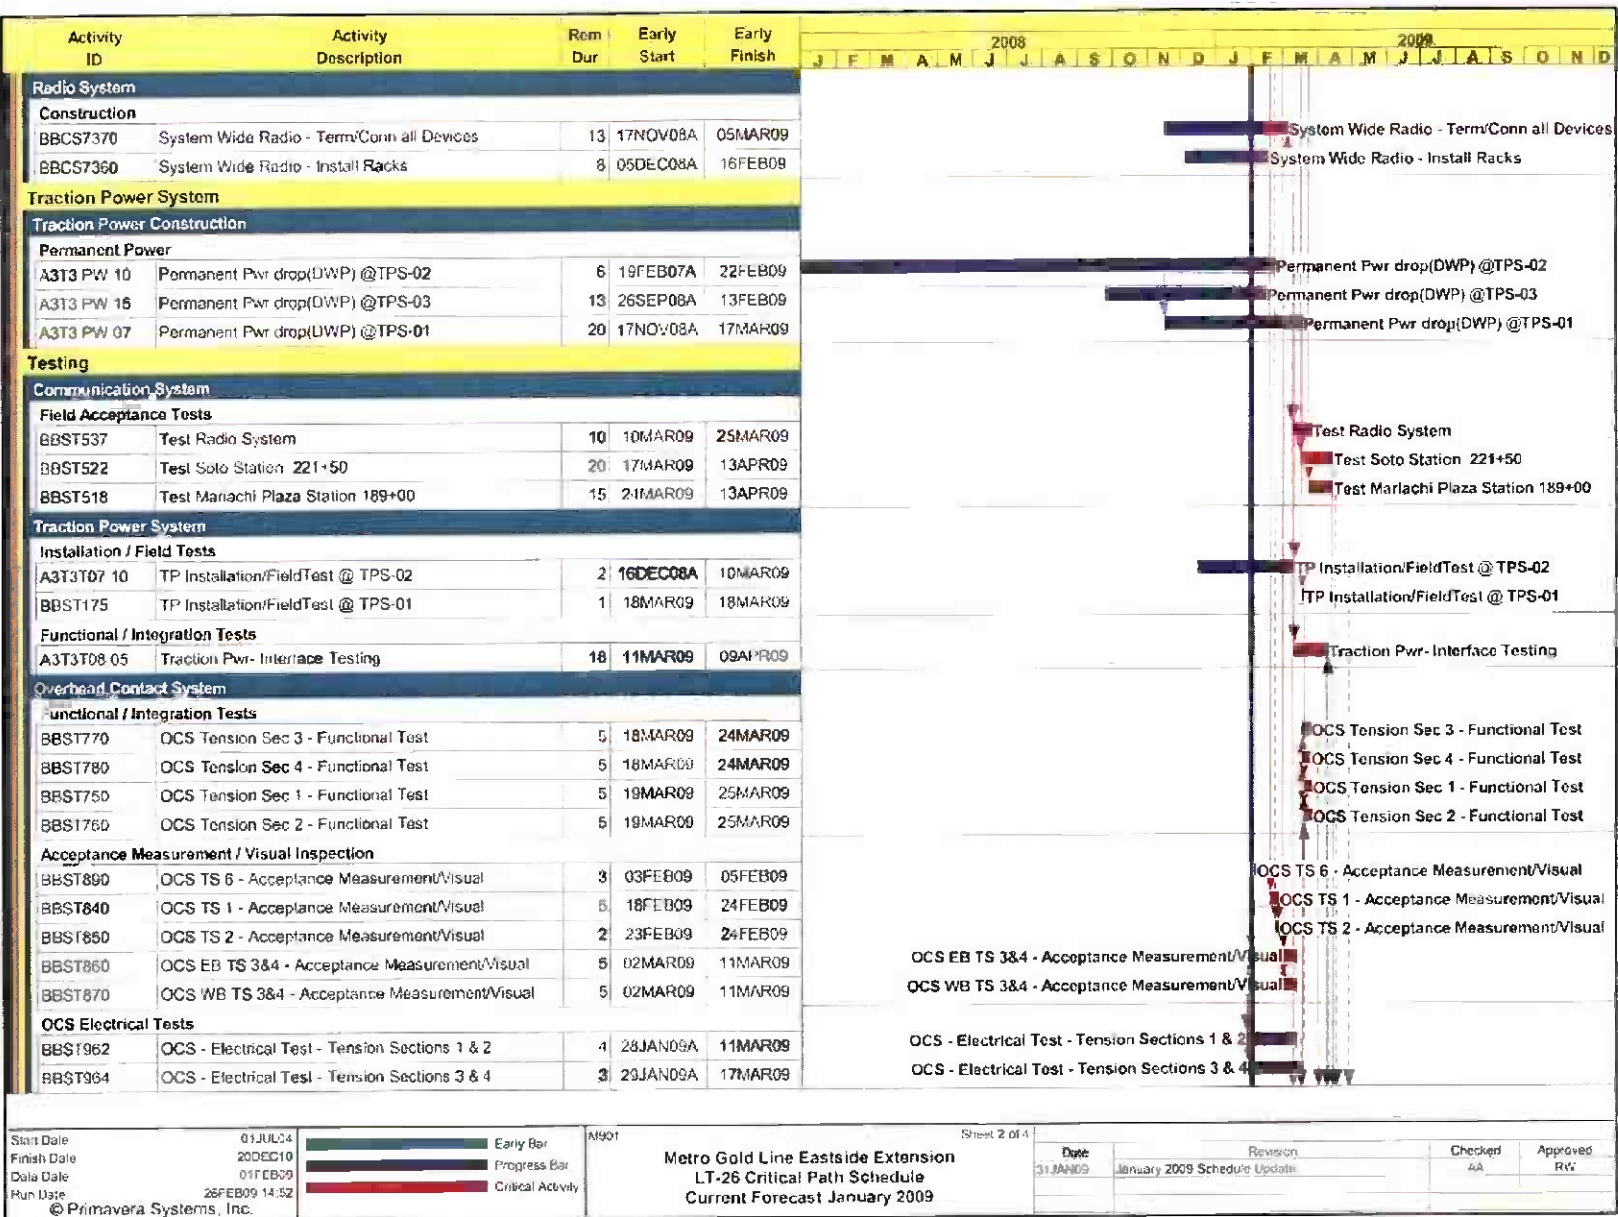 Activity ID Activity Description Rem Dur Early Start Early Finish
2008 2009
J F M A M J J A S O N D J F M A M J J A S O N D
Radio System
Construction
BBCS7370 System Wide Radio - Term/Conn all Devices 13 17NOV08A 05MAR09 System Wide Radio - Term/Conn all Devices
BBCS7360 System Wide Radio - Install Racks 8 05DEC08A 16FEB09 System Wide Radio - Install Racks
Traction Power System
Traction Power Construction
Permanent Power
A3T3 PW 10 Permanent Pwr drop(DWP) @TPS-02 6 19FEB07A 22FEB09 Permanent Pwr drop(DWP) @TPS-02
A3T3 PW 16 Permanent Pwr drop(DWP) @TPS-03 13 26SEP08A 13FEB09 Permanent Pwr drop(DWP) @TPS-03
A3T3 PW 07 Permanent Pwr drop(DWP) @TPS-01 20 17NOV08A 17MAR09 Permanent Pwr drop(DWP) @TPS-01
Testing
Communication System
Field Acceptance Tests
BBST537 Test Radio System 10 10MAR09 25MAR09 Test Radio System
BBST522 Test Soto Station 221+50 20 17MAR09 13APR09 Test Soto Station 221+50
BBST518 Test Mariachi Plaza Station 189+00 15 24MAR09 13APR09 Test Mariachi Plaza Station 189+00
Traction Power System
Installation / Field Tests
A3T3T07 10 TP Installation/FieldTest @ TPS-02 2 16DEC08A 10MAR09 TP Installation/FieldTest @ TPS-02
BBST175 TP Installation/FieldTest @ TPS-01 1 18MAR09 18MAR09 TP Installation/FieldTest @ TPS-01
Functional / Integration Tests
A3T3T08 05 Traction Pwr- Interface Testing 18 11MAR09 09APR09 Traction Pwr- Interface Testing
Overhead Contact System
Functional / Integration Tests
BBST770 OCS Tension Sec 3 - Functional Test 5 18MAR09 24MAR09 OCS Tension Sec 3 - Functional Test
BBST780 OCS Tension Sec 4 - Functional Test 5 18MAR09 24MAR09 OCS Tension Sec 4 - Functional Test
BBST750 OCS Tension Sec 1 - Functional Test 5 19MAR09 25MAR09 OCS Tension Sec 1 - Functional Test
BBST760 OCS Tension Sec 2 - Functional Test 5 19MAR09 25MAR09 OCS Tension Sec 2 - Functional Test
Acceptance Measurement / Visual Inspection
BBST890 OCS TS 6 - Acceptance Measurement/Visual 3 03FEB09 05FEB09 OCS TS 6 - Acceptance Measurement/Visual
BBST840 OCS TS 1 - Acceptance Measurement/Visual 5 18FEB09 24FEB09 OCS TS 1 - Acceptance Measurement/Visual
BBST850 OCS TS 2 - Acceptance Measurement/Visual 2 23FEB09 24FEB09 OCS TS 2 - Acceptance Measurement/Visual
BBST860 OCS EB TS 3&4 - Acceptance Measurement/Visual 5 02MAR09 11MAR09 OCS EB TS 3&4 - Acceptance Measurement/Visual
BBST870 OCS WB TS 3&4 - Acceptance Measurement/Visual 5 02MAR09 11MAR09 OCS WB TS 3&4 - Acceptance Measurement/Visual
OCS Electrical Tests
BBST962 OCS - Electrical Test - Tension Sections 1 & 2 4 28JAN09A 11MAR09 OCS - Electrical Test - Tension Sections 1 & 2
BBST964 OCS - Electrical Test - Tension Sections 3 & 4 3 29JAN09A 17MAR09 OCS - Electrical Test - Tension Sections 3 & 4
Start Date 01JUL04
Finish Date 20DEC10
Data Date 01FEB09
Run Date 26FEB09 14:52
© Primavera Systems, Inc.
Early Bar
Progress Bar
Critical Activity
M901
Sheet 2 of 4
Metro Gold Line Eastside Extension
LT-26 Critical Path Schedule
Current Forecast January 2009
Date Revision Checked Approved
31JAN09 January 2009 Schedule Update AA RW